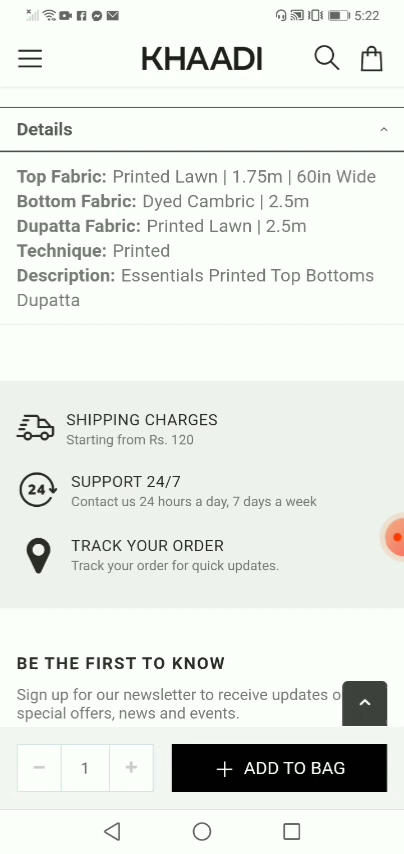 5:22
KHAADI
Details
Top Fabric: Printed Lawn | 1.75m | 60in Wide
Bottom Fabric: Dyed Cambric | 2.5m
Dupatta Fabric: Printed Lawn | 2.5m
Technique: Printed
Description: Essentials Printed Top Bottoms
Dupatta
SHIPPING CHARGES
Starting from Rs. 120
24
SUPPORT 24/7
Contact us 24 hours a day, 7 days a week
TRACK YOUR ORDER
Track your order for quick updates.
BE THE FIRST TO KNOW
Sign up for our newsletter to receive updates
special offers, news and events.
− 1 +
+ ADD TO BAG